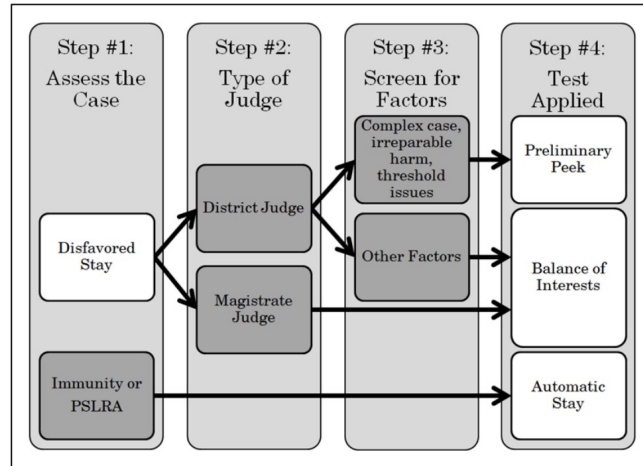 Step #1:
Assess the
Case
Disfavored
Stay
Immunity or
PSLRA
Step #2:
Type of
Judge
District Judge
Magistrate
Judge
Step #3:
Screen for
Factors
Complex case,
irreparable
harm,
threshold
issues
Other Factors
Step #4:
Test
Applied
Preliminary
Peek
Balance of
Interests
Automatic
Stay